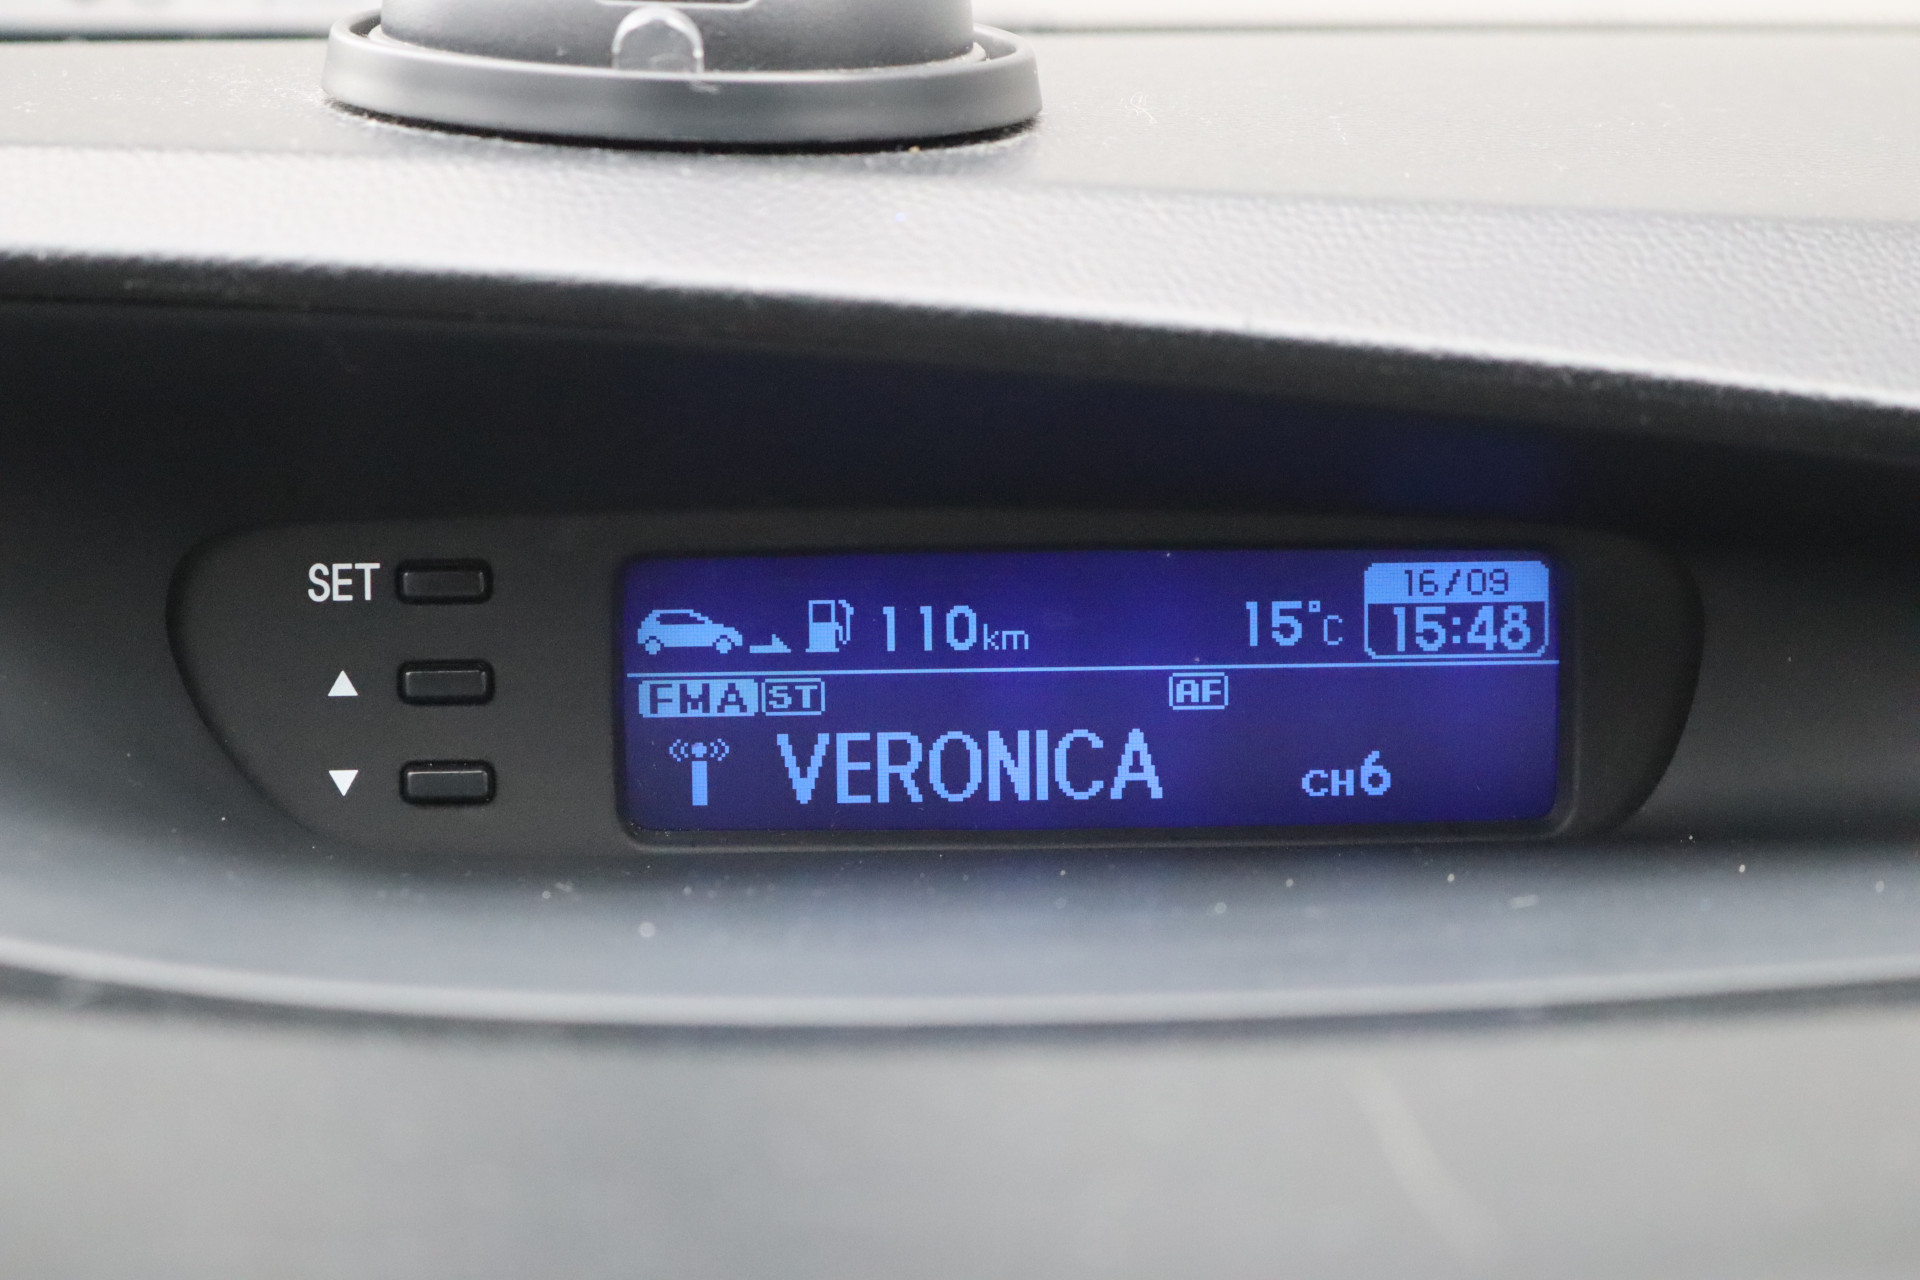 SET
▲
▼
110km 15°C 16/09
15:48
FMA ST AF
VERONICA CH6